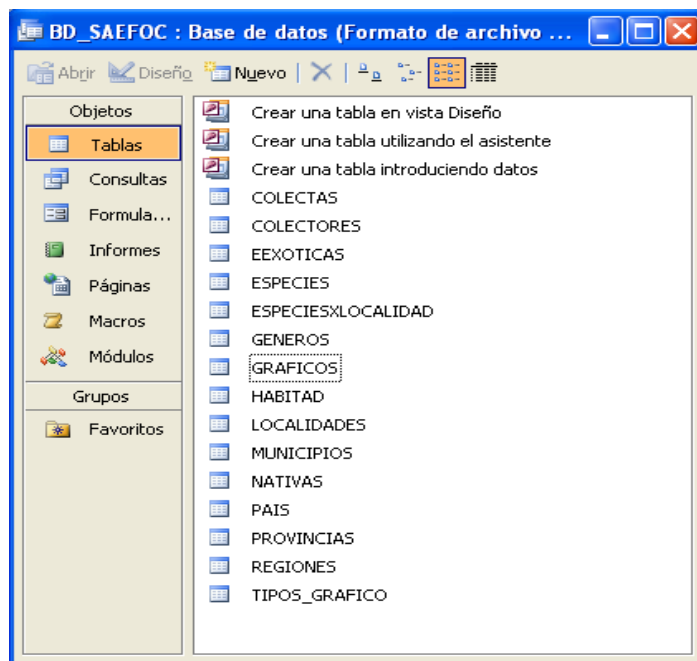 BD_SAEFOC : Base de datos (Formato de archivo ...
Abrir Diseño Nuevo
Objetos
Tablas
Consultas
Formula...
Informes
Páginas
Macros
Módulos
Grupos
Favoritos
Crear una tabla en vista Diseño
Crear una tabla utilizando el asistente
Crear una tabla introduciendo datos
COLECTAS
COLECTORES
EEXOTICAS
ESPECIES
ESPECIESXLOCALIDAD
GENEROS
GRAFICOS
HABITAD
LOCALIDADES
MUNICIPIOS
NATIVAS
PAIS
PROVINCIAS
REGIONES
TIPOS_GRAFICO